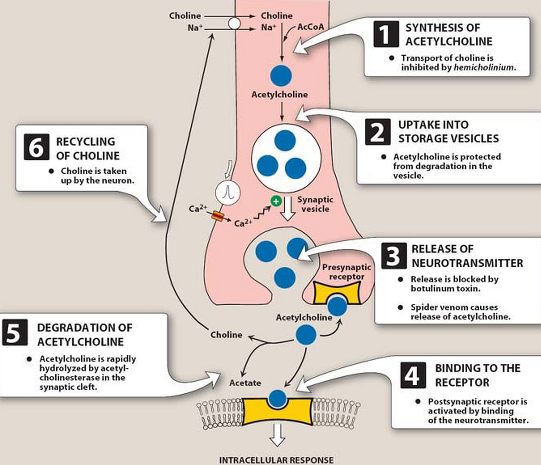 Choline Choline
Na⁺ Na⁺
AcCoA
Acetylcholine
1 SYNTHESIS OF
ACETYLCHOLINE
• Transport of choline is
inhibited by hemicholinium.
2 UPTAKE INTO
STORAGE VESICLES
• Acetylcholine is protected
from degradation in the
vesicle.
6 RECYCLING
OF CHOLINE
• Choline is taken
up by the neuron.
Ca²⁺
Ca²⁺
+
Synaptic
vesicle
3 RELEASE OF
NEUROTRANSMITTER
• Release is blocked by
botulinum toxin.
• Spider venom causes
release of acetylcholine.
Presynaptic
receptor
Acetylcholine
5 DEGRADATION OF
ACETYLCHOLINE
• Acetylcholine is rapidly
hydrolyzed by acetyl-
cholinesterase in the
synaptic cleft.
Choline
Acetate
4 BINDING TO THE
RECEPTOR
• Postsynaptic receptor is
activated by binding
of the neurotransmitter.
INTRACELLULAR RESPONSE